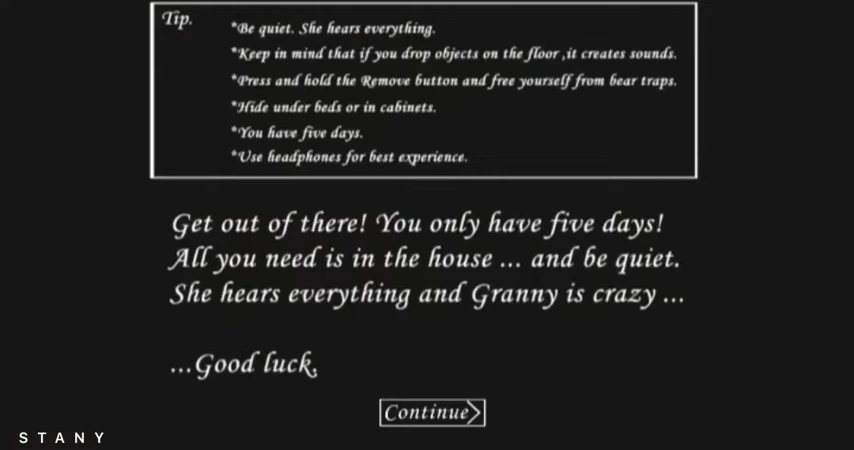 Tip.
*Be quiet. She hears everything.
*Keep in mind that if you drop objects on the floor ,it creates sounds.
*Press and hold the Remove button and free yourself from bear traps.
*Hide under beds or in cabinets.
*You have five days.
*Use headphones for best experience.
Get out of there! You only have five days!
All you need is in the house ... and be quiet.
She hears everything and Granny is crazy ...
...Good luck.
Continue
STANY